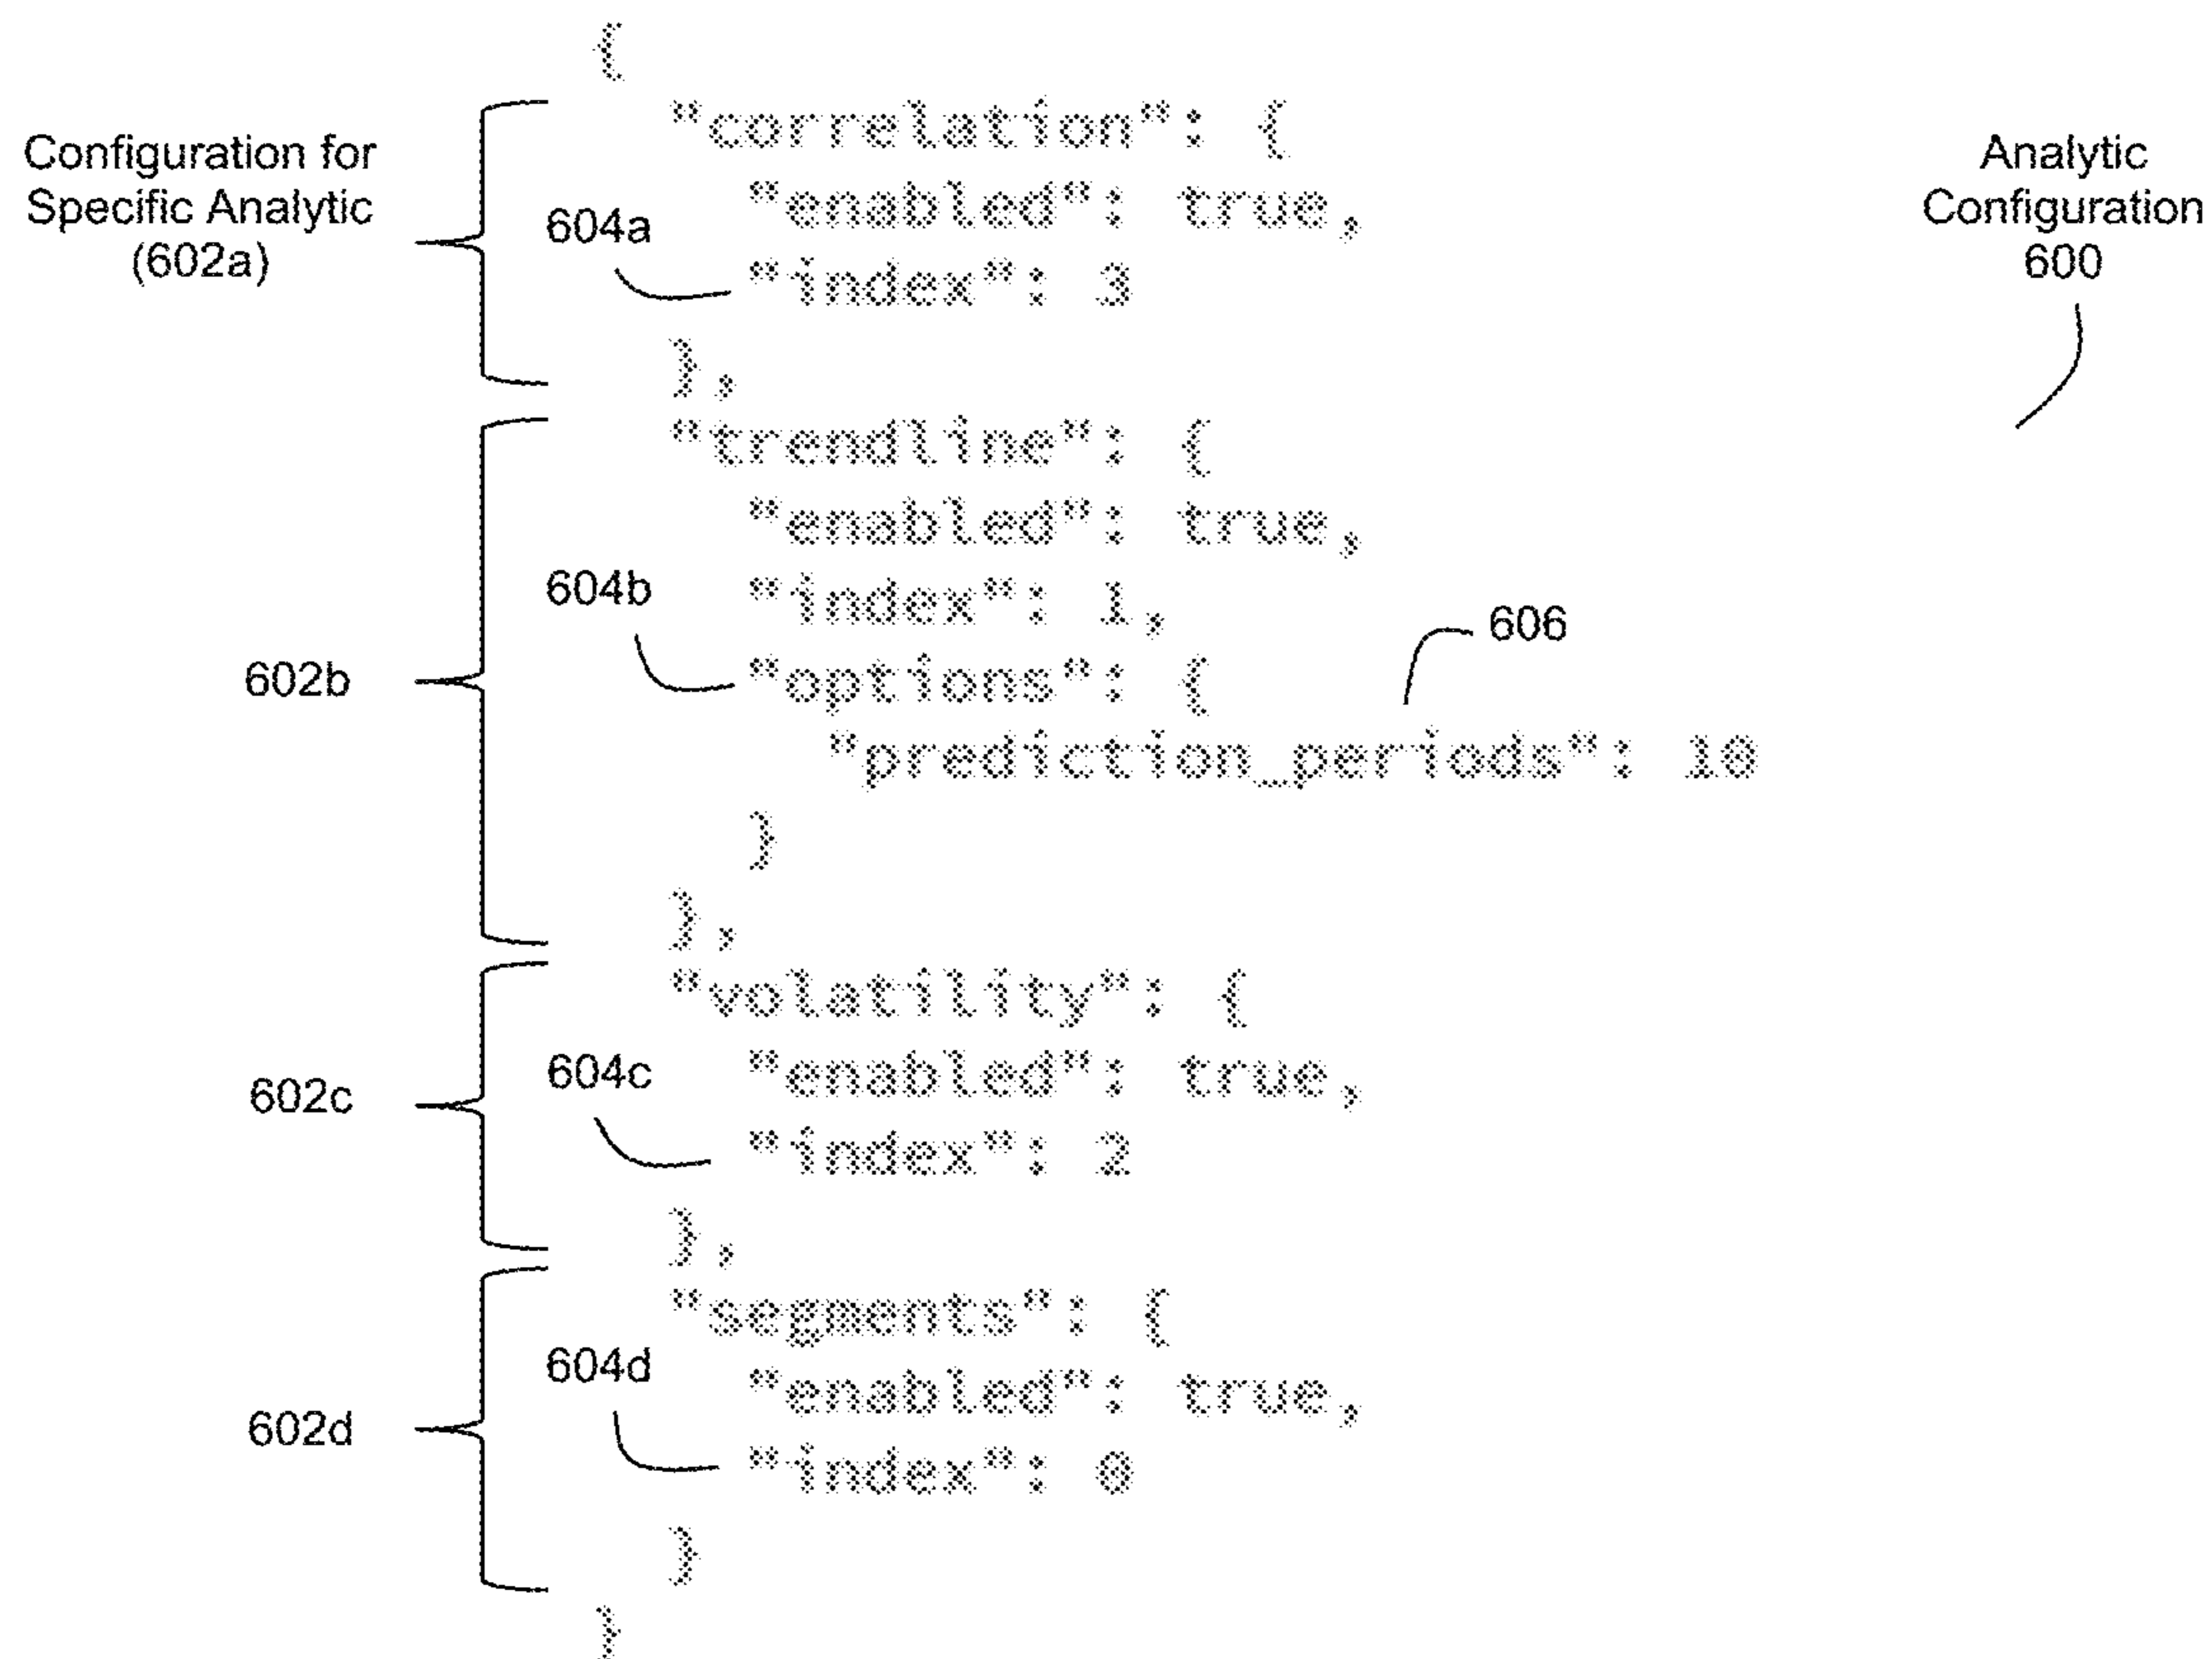 {
"correlation": {
Configuration for
Specific Analytic
(602a)
Analytic
Configuration
600
"enabled": true,
604a
"index": 3
},
"trendline": {
"enabled": true,
604b
"index": 1,
606
602b
"options": {
"prediction_periods": 10
}
},
"volatility": {
604c
"enabled": true,
602c
"index": 2
},
"segments": {
604d
"enabled": true,
602d
"index": 0
}
}